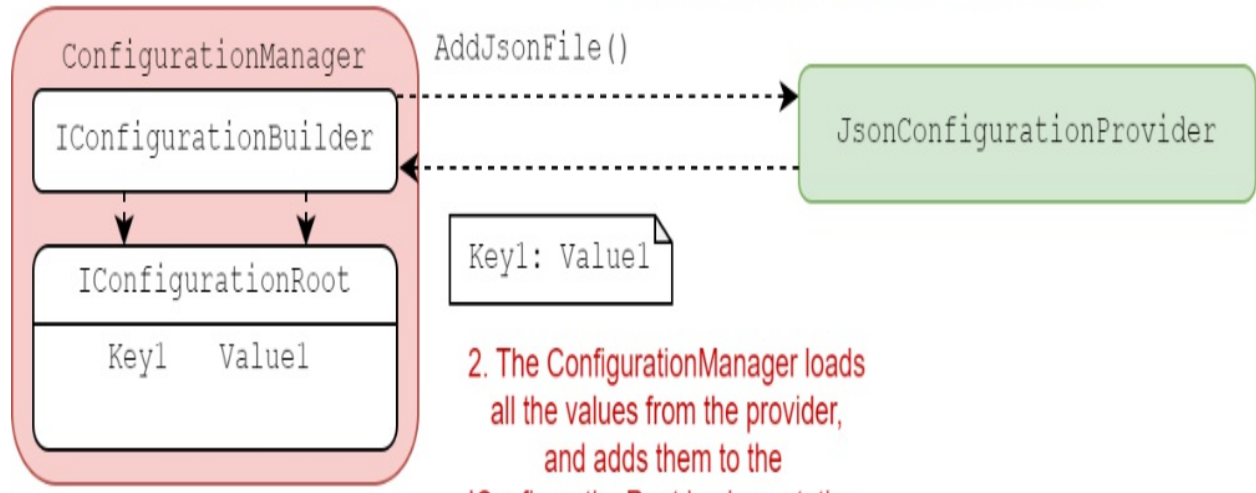 ConfigurationManager
AddJsonFile()
IConfigurationBuilder
JsonConfigurationProvider
Key1: Value1
IConfigurationRoot
Key1 Value1
2. The ConfigurationManager loads
all the values from the provider,
and adds them to the